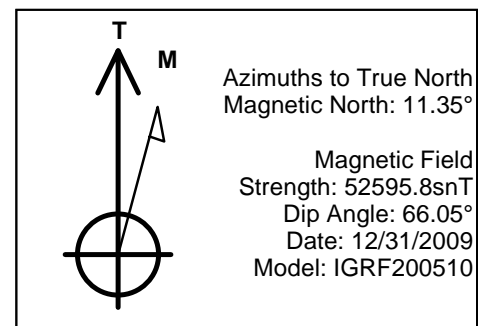 T
M
Azimuths to True North
Magnetic North: 11.35°
Magnetic Field
Strength: 52595.8snT
Dip Angle: 66.05°
Date: 12/31/2009
Model: IGRF200510